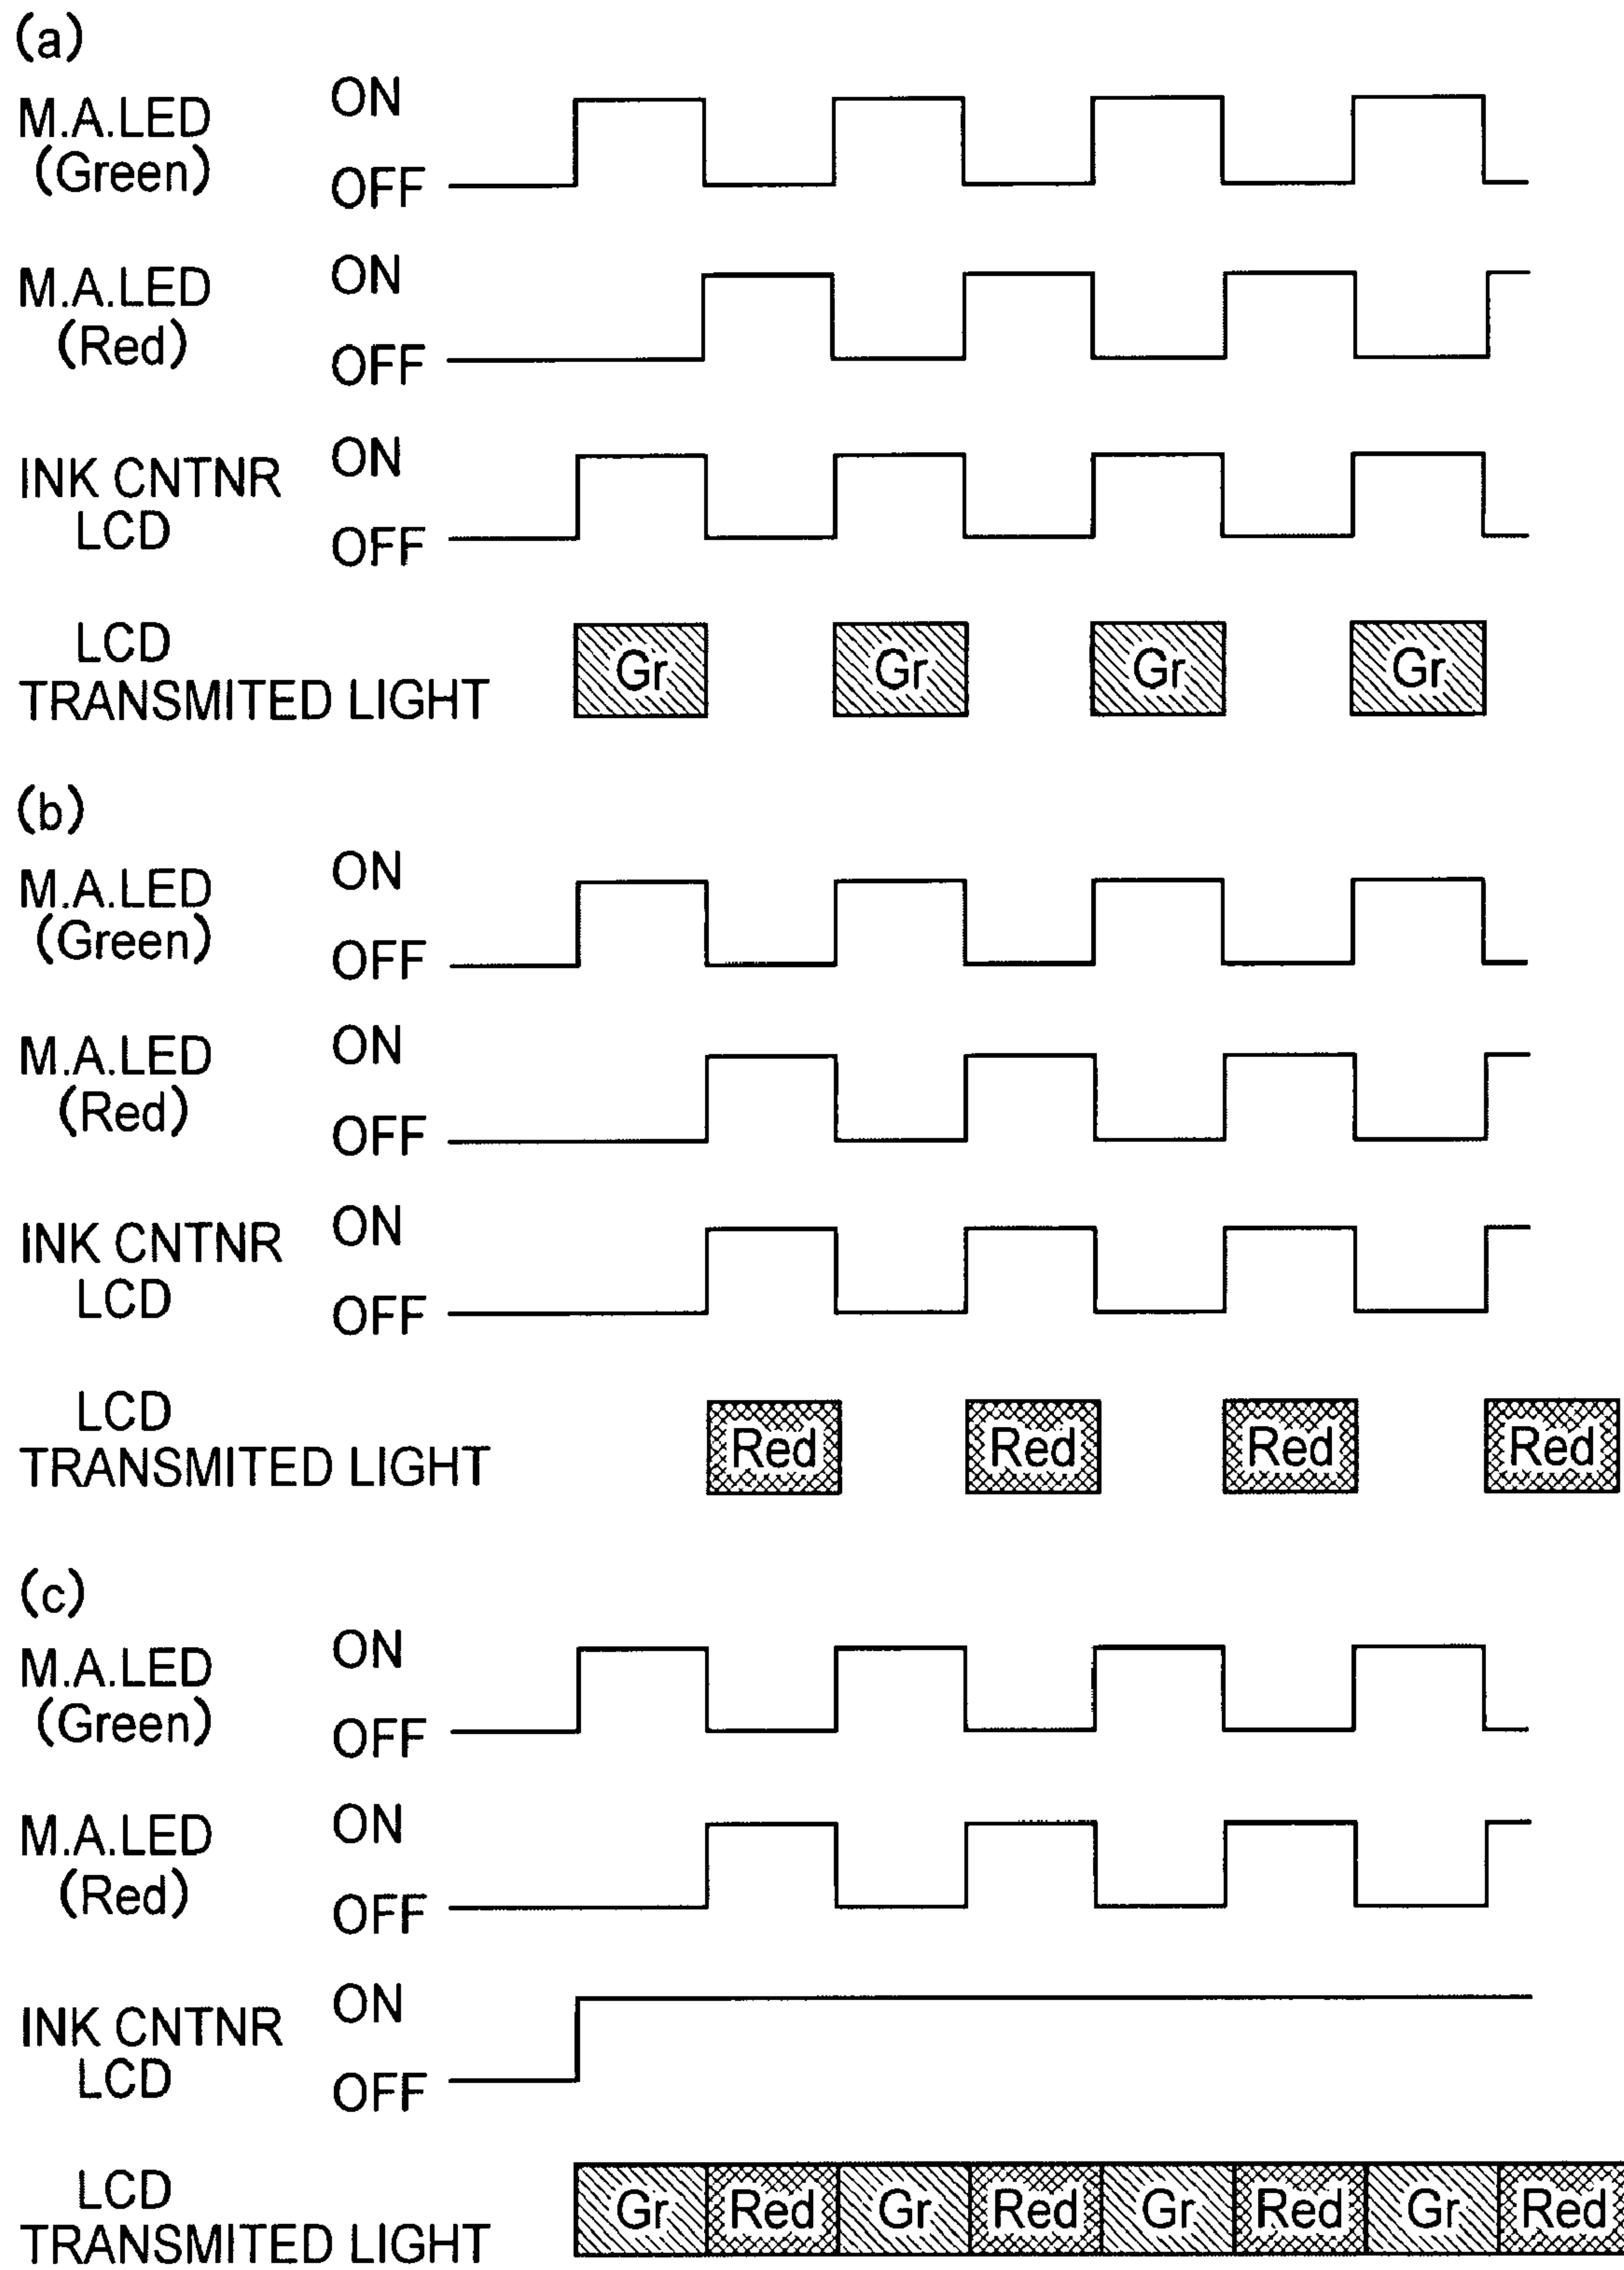 (a)
M.A.LED
(Green)
ON
OFF
M.A.LED
(Red)
ON
OFF
INK CNTNR
LCD
ON
OFF
LCD
TRANSMITED LIGHT
Gr Gr Gr Gr
(b)
M.A.LED
(Green)
ON
OFF
M.A.LED
(Red)
ON
OFF
INK CNTNR
LCD
ON
OFF
LCD
TRANSMITED LIGHT
Red Red Red Red
(c)
M.A.LED
(Green)
ON
OFF
M.A.LED
(Red)
ON
OFF
INK CNTNR
LCD
ON
OFF
LCD
TRANSMITED LIGHT
Gr Red Gr Red Gr Red Gr Red